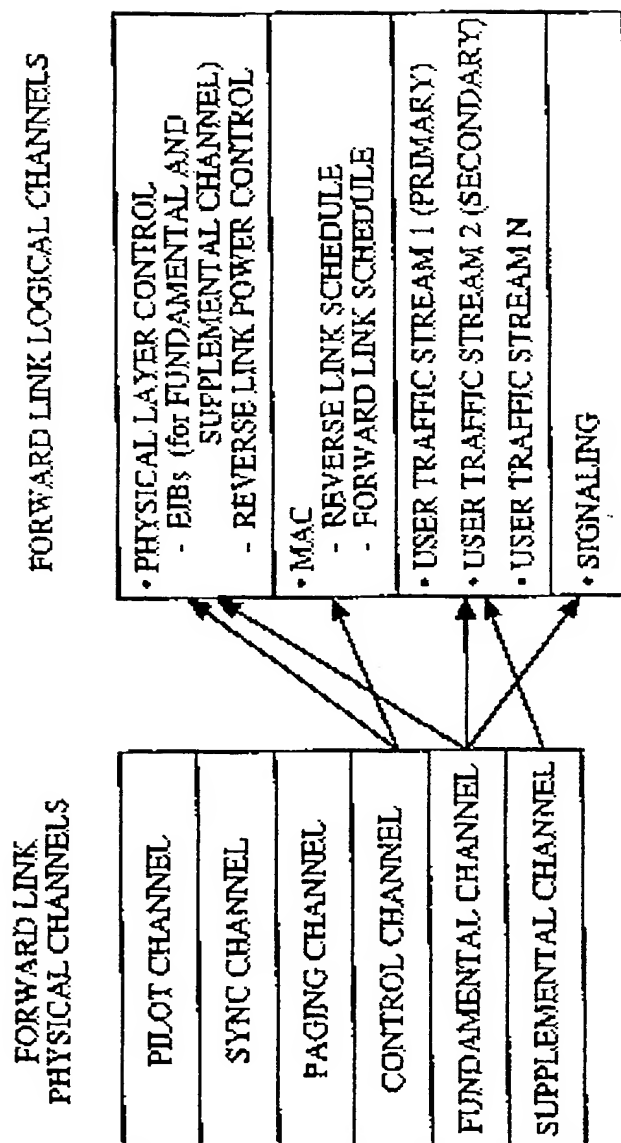 FORWARD LINK
PHYSICAL CHANNELS
PILOT CHANNEL
SYNC CHANNEL
PAGING CHANNEL
CONTROL CHANNEL
FUNDAMENTAL CHANNEL
SUPPLEMENTAL CHANNEL
FORWARD LINK LOGICAL CHANNELS
• PHYSICAL LAYER CONTROL
- EIBs (for FUNDAMENTAL AND
SUPPLEMENTAL CHANNEL)
- REVERSE LINK POWER CONTROL
• MAC
- REVERSE LINK SCHEDULE
- FORWARD LINK SCHEDULE
• USER TRAFFIC STREAM 1 (PRIMARY)
• USER TRAFFIC STREAM 2 (SECONDARY)
• USER TRAFFIC STREAM N
• SIGNALING